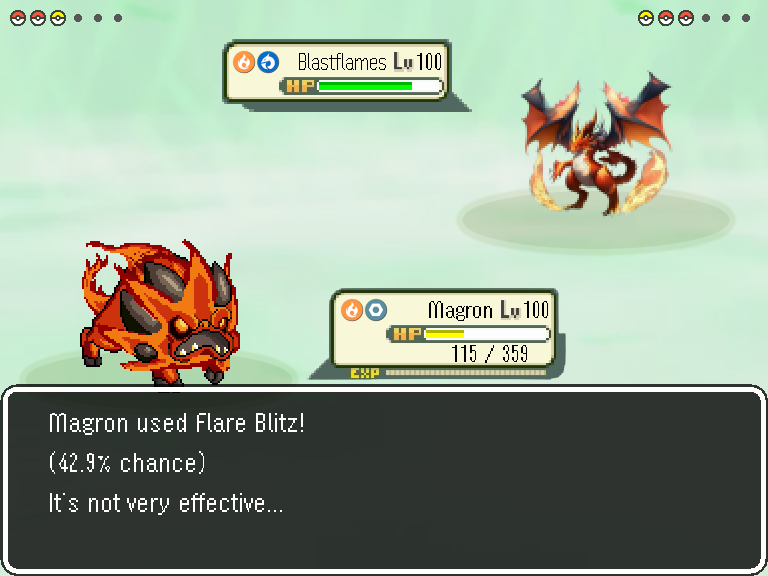 Blastflames Lv100
HP
Magron Lv100
HP
115 / 359
EXP
Magron used Flare Blitz!
(42.9% chance)
It's not very effective...